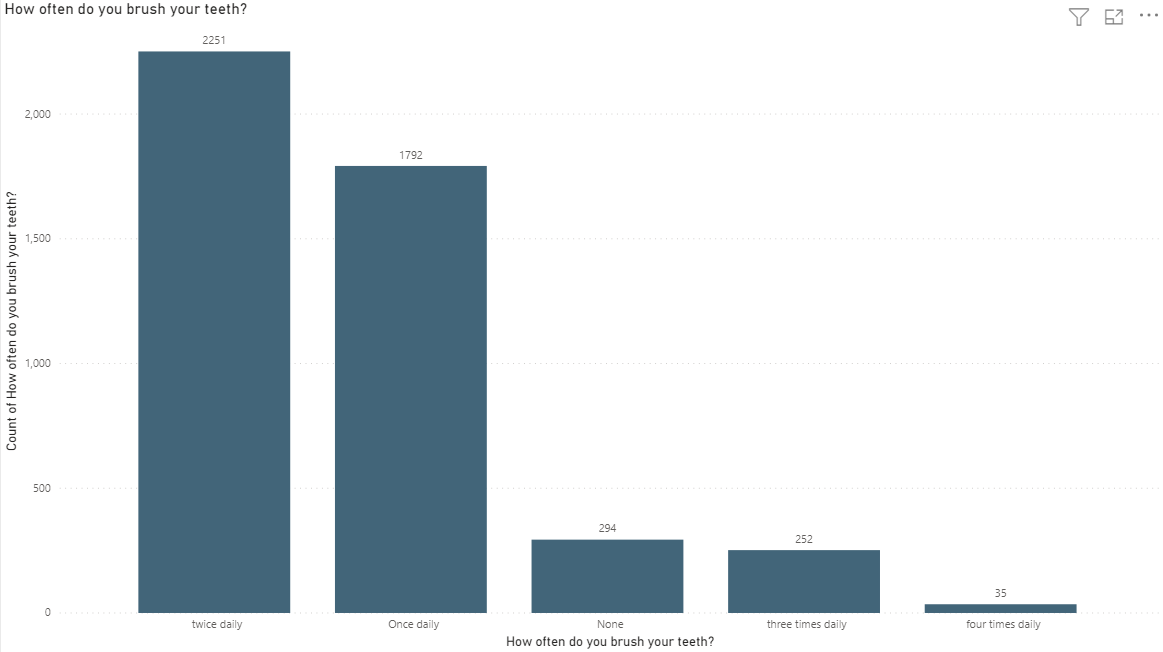 How often do you brush your teeth?
2251
2,000
1792
1,500
1,000
500
294
252
35
0
twice daily
Once daily
None
three times daily
four times daily
How often do you brush your teeth?
Count of How often do you brush your teeth?